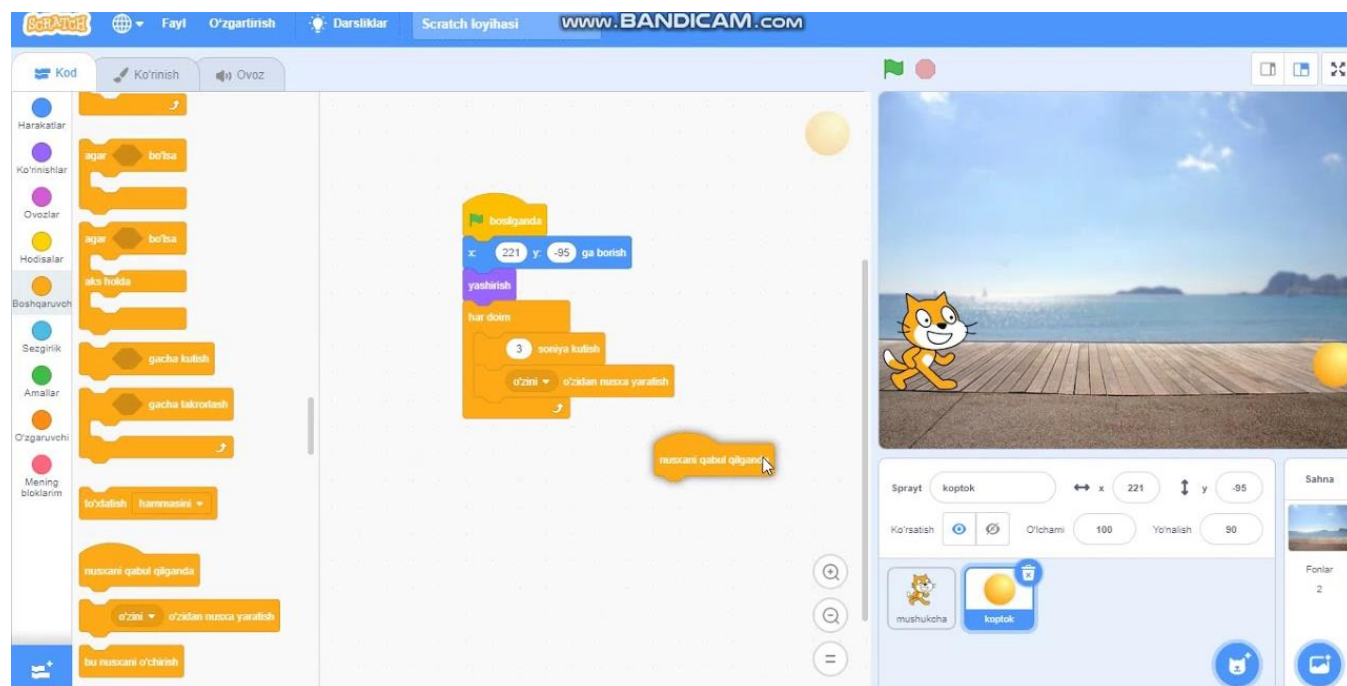 SCRATCH
Fayl
O'zgartirish
Darsliklar
Scratch loyihasi
WWW.BANDICAM.COM
Kod
Ko'rinish
Ovoz
Harakatlar
Ko'rinishlar
Ovozlar
Hodisalar
Boshqaruvch
Sezgirlik
Amallar
O'zgaruvchi
Mening
bloklarim
agar bo'lsa
agar bo'lsa
aks holda
gacha kutish
gacha takrorlash
to'xtatish hammasini
nusxani qabul qilganda
o'zini o'zidan nusxa yaratish
bu nusxani o'chirish
bosilganda
x: 221 y: -95 ga borish
yashirish
har doim
3 soniya kutish
o'zini o'zidan nusxa yaratish
nusxani qabul qilganda
Sprayt koptok x 221 y -95
Ko'rsatish O'lchami 100 Yo'nalish 90
mushukcha
koptok
Sahna
Fonlar
2